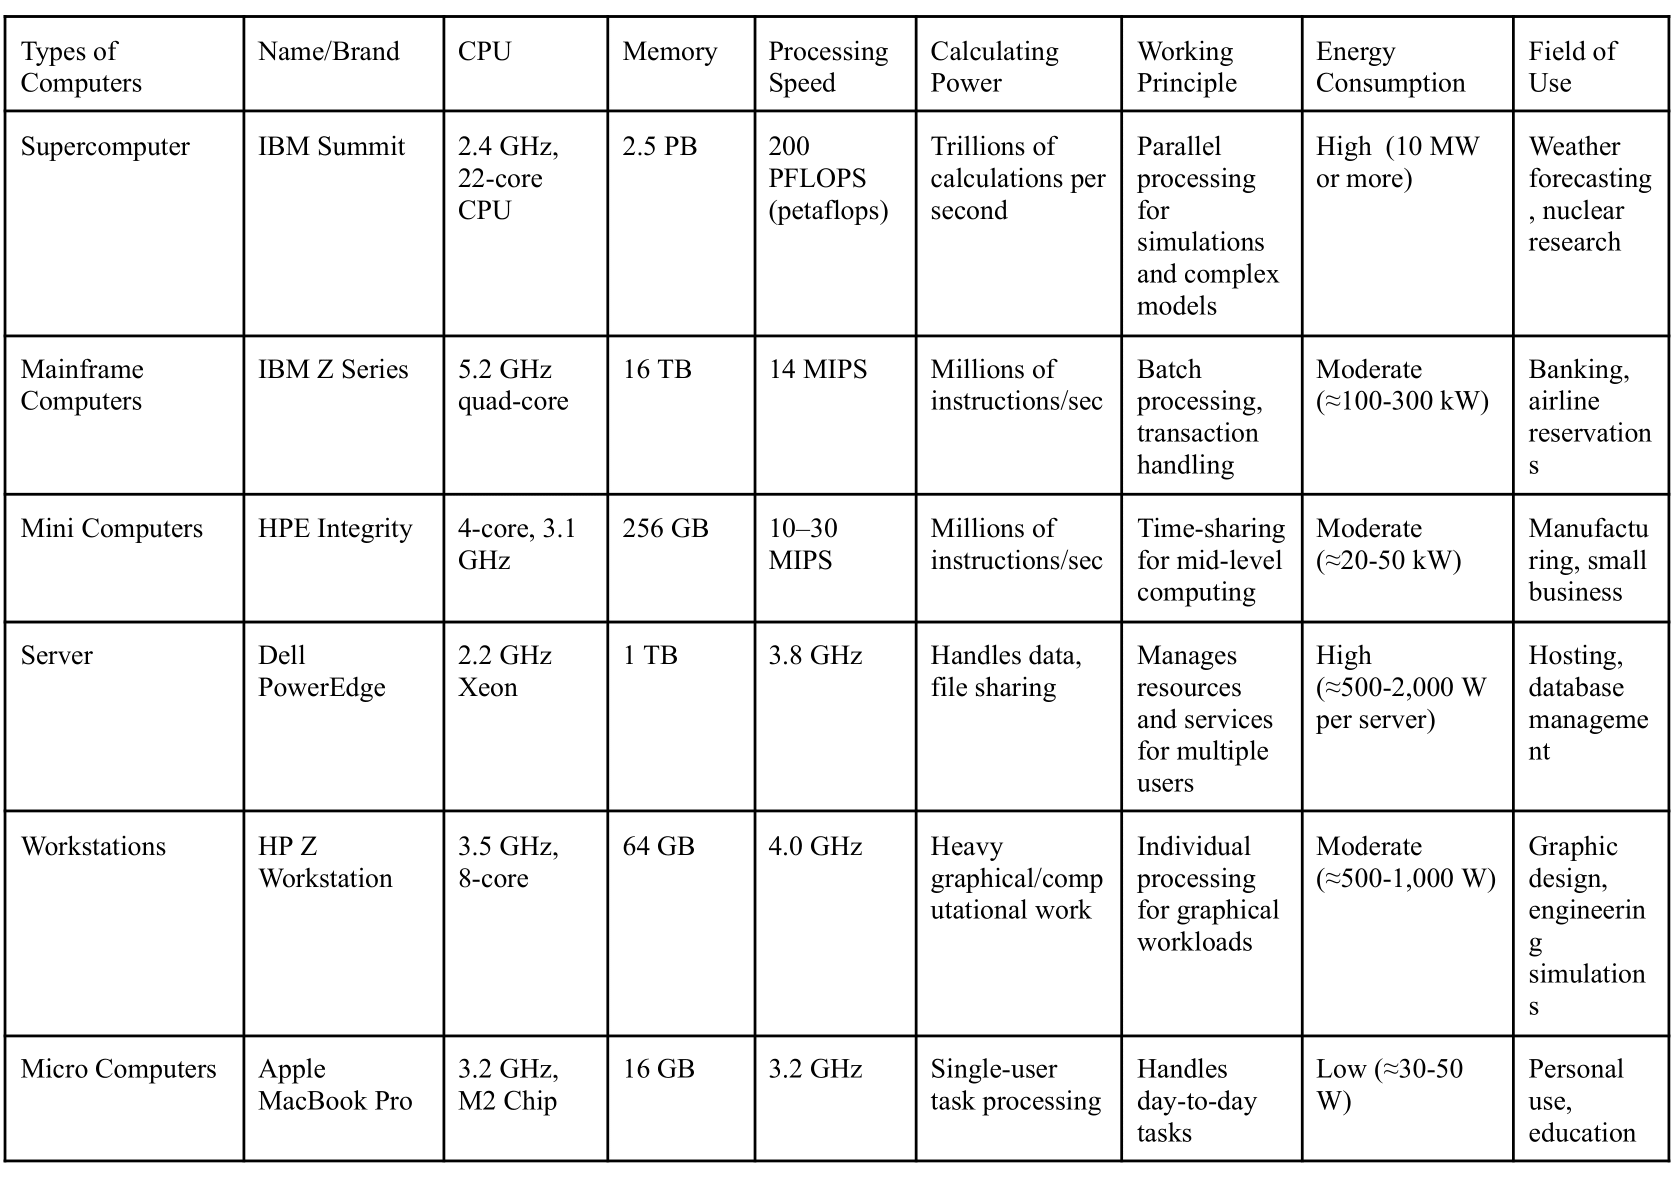 Types of
Computers
Name/Brand
CPU
Memory
Processing
Speed
Calculating
Power
Working
Principle
Energy
Consumption
Field of
Use
Supercomputer
IBM Summit
2.4 GHz,
22-core
CPU
2.5 PB
200
PFLOPS
(petaflops)
Trillions of
calculations per
second
Parallel
processing
for
simulations
and complex
models
High  (10 MW
or more)
Weather
forecasting
, nuclear
research
Mainframe
Computers
IBM Z Series
5.2 GHz
quad-core
16 TB
14 MIPS
Millions of
instructions/sec
Batch
processing,
transaction
handling
Moderate
(≈100-300 kW)
Banking,
airline
reservation
s
Mini Computers
HPE Integrity
4-core, 3.1
GHz
256 GB
10–30
MIPS
Millions of
instructions/sec
Time-sharing
for mid-level
computing
Moderate
(≈20-50 kW)
Manufactu
ring, small
business
Server
Dell
PowerEdge
2.2 GHz
Xeon
1 TB
3.8 GHz
Handles data,
file sharing
Manages
resources
and services
for multiple
users
High
(≈500-2,000 W
per server)
Hosting,
database
manageme
nt
Workstations
HP Z
Workstation
3.5 GHz,
8-core
64 GB
4.0 GHz
Heavy
graphical/comp
utational work
Individual
processing
for graphical
workloads
Moderate
(≈500-1,000 W)
Graphic
design,
engineerin
g
simulation
s
Micro Computers
Apple
MacBook Pro
3.2 GHz,
M2 Chip
16 GB
3.2 GHz
Single-user
task processing
Handles
day-to-day
tasks
Low (≈30-50
W)
Personal
use,
education